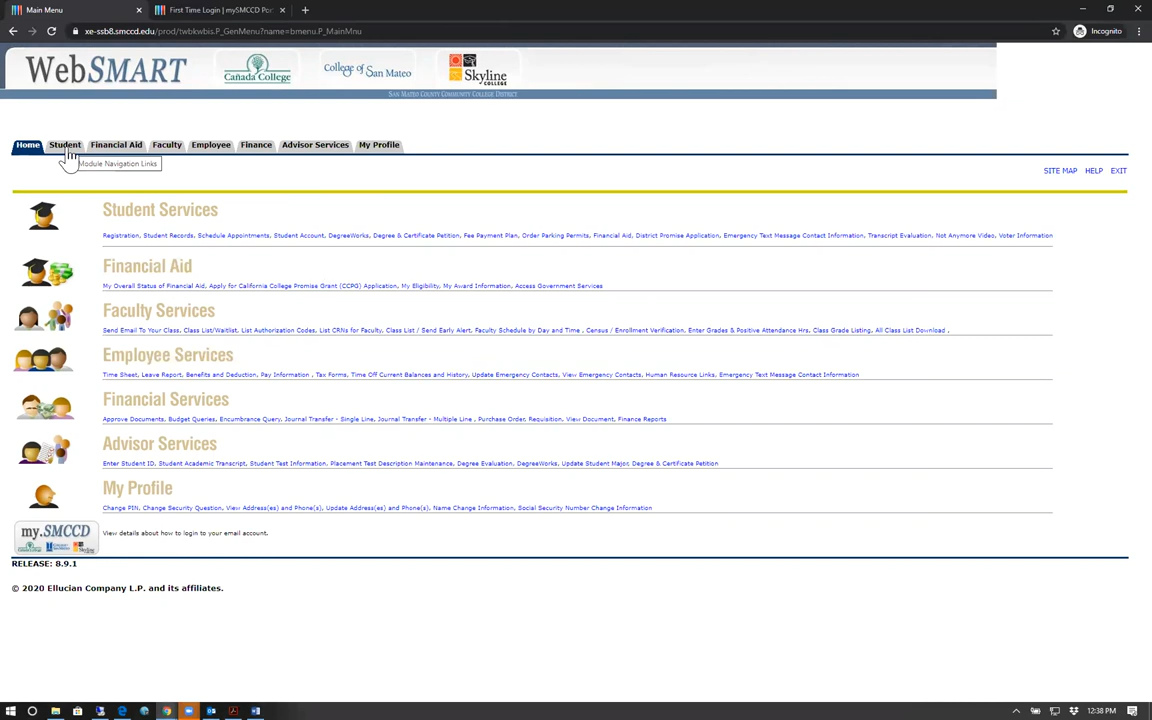 Main Menu
First Time Login | mySMCCD Por
xe-ssb8.smccd.edu/prod/twbkwbis.P_GenMenu?name=bmenu.P_MainMnu
Incognito
WebSMART
Cañada College
College of San Mateo
Skyline COLLEGE
SAN MATEO COUNTY COMMUNITY COLLEGE DISTRICT
Home Student Financial Aid Faculty Employee Finance Advisor Services My Profile
Module Navigation Links
SITE MAP HELP EXIT
Student Services
Registration, Student Records, Schedule Appointments, Student Account, DegreeWorks, Degree & Certificate Petition, Fee Payment Plan, Order Parking Permits, Financial Aid, District Promise Application, Emergency Text Message Contact Information, Transcript Evaluation, Not Anymore Video, Voter Information
Financial Aid
My Overall Status of Financial Aid, Apply for California College Promise Grant (CCPG) Application, My Eligibility, My Award Information, Access Government Services
Faculty Services
Send Email To Your Class, Class List/Waitlist, List Authorization Codes, List CRNs for Faculty, Class List / Send Early Alert, Faculty Schedule by Day and Time , Census / Enrollment Verification, Enter Grades & Positive Attendance Hrs, Class Grade Listing, All Class List Download ,
Employee Services
Time Sheet, Leave Report, Benefits and Deduction, Pay Information , Tax Forms, Time Off Current Balances and History, Update Emergency Contacts, View Emergency Contacts, Human Resource Links, Emergency Text Message Contact Information
Financial Services
Approve Documents, Budget Queries, Encumbrance Query, Journal Transfer - Single Line, Journal Transfer - Multiple Line , Purchase Order, Requisition, View Document, Finance Reports
Advisor Services
Enter Student ID, Student Academic Transcript, Student Test Information, Placement Test Description Maintenance, Degree Evaluation, DegreeWorks, Update Student Major, Degree & Certificate Petition
My Profile
Change PIN, Change Security Question, View Address(es) and Phone(s), Update Address(es) and Phone(s), Name Change Information, Social Security Number Change Information
my.SMCCD
View details about how to login to your email account.
RELEASE: 8.9.1
© 2020 Ellucian Company L.P. and its affiliates.
12:38 PM